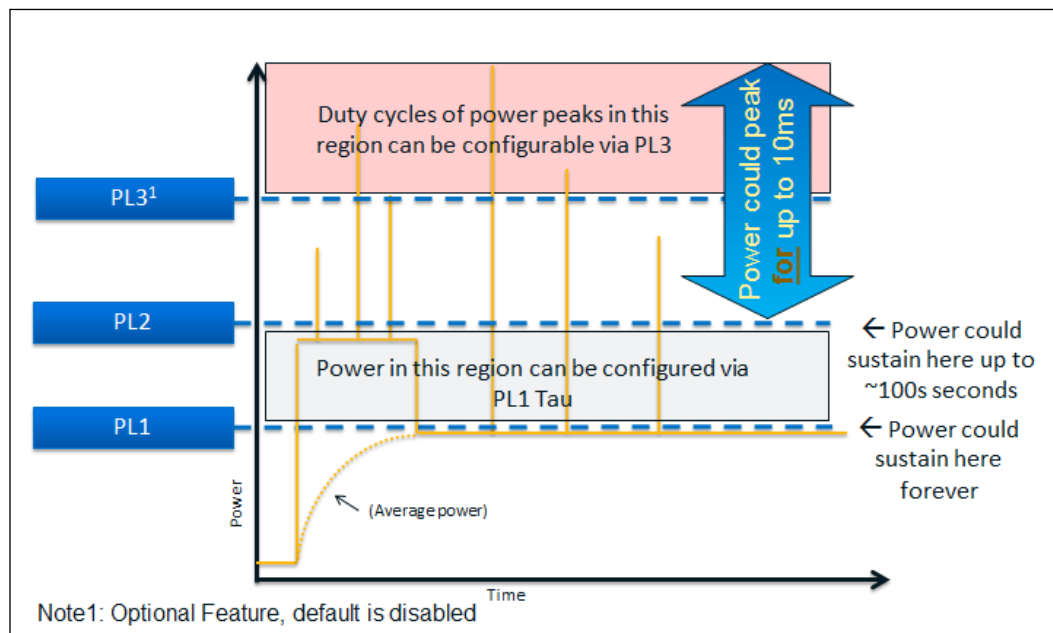 Duty cycles of power peaks in this
region can be configurable via PL3
Power could peak
for up to 10ms
PL3¹
PL2
← Power could
sustain here up to
~100s seconds
Power in this region can be configured via
PL1 Tau
PL1
← Power could
sustain here
forever
Power
(Average power)
Time
Note1: Optional Feature, default is disabled